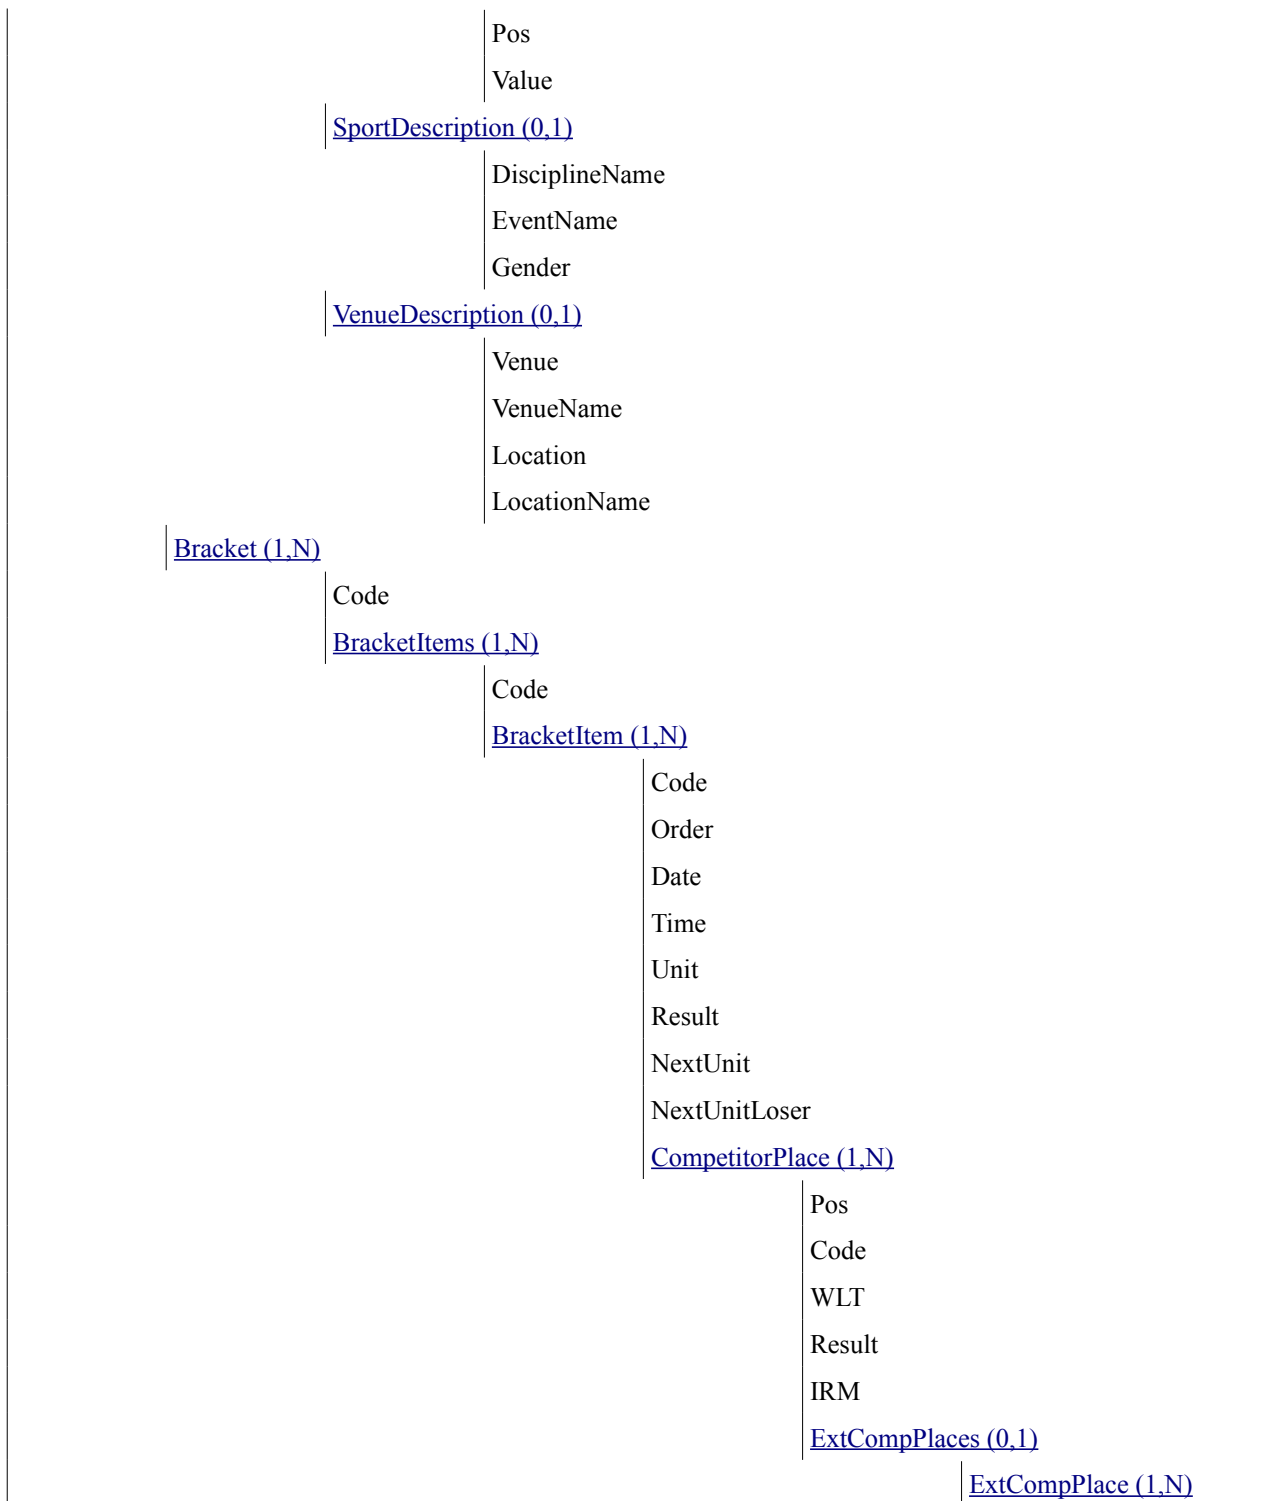 Pos
Value
SportDescription (0,1)
DisciplineName
EventName
Gender
VenueDescription (0,1)
Venue
VenueName
Location
LocationName
Bracket (1,N)
Code
BracketItems (1,N)
Code
BracketItem (1,N)
Code
Order
Date
Time
Unit
Result
NextUnit
NextUnitLoser
CompetitorPlace (1,N)
Pos
Code
WLT
Result
IRM
ExtCompPlaces (0,1)
ExtCompPlace (1,N)